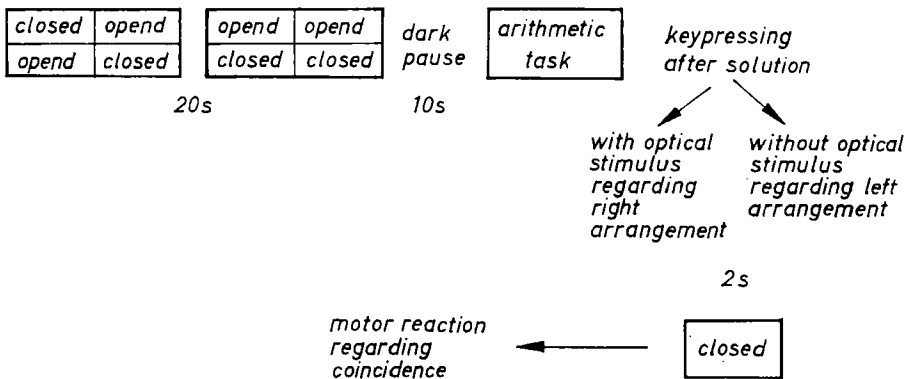 closed opend
opend closed
opend opend
closed closed
dark
pause
arithmetic
task
keypressing
after solution
20s
10s
with optical
stimulus
regarding
right
arrangement
without optical
stimulus
regarding left
arrangement
2s
motor reaction
regarding
coincidence
closed